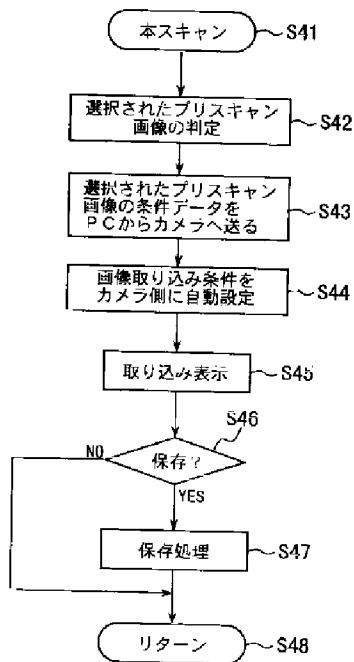 本スキャン
S41
選択されたプリスキャン
画像の判定
S42
選択されたプリスキャン
画像の条件データを
PCからカメラへ送る
S43
画像取り込み条件を
カメラ側に自動設定
S44
取り込み表示
S45
S46
保存?
NO
YES
保存処理
S47
リターン
S48